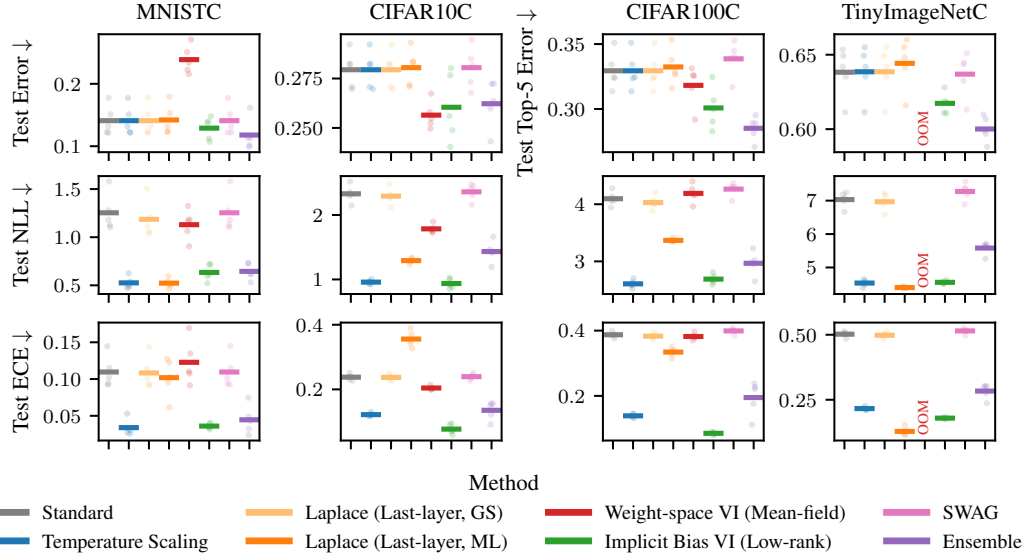 MNISTC
CIFAR10C
CIFAR100C
TinyImageNetC
Test Error ↓
0.2
0.1
0.275
0.250
Test Top-5 Error ↓
0.35
0.30
0.65
0.60
OOM
Test NLL ↓
1.5
1.0
0.5
2
1
4
3
7
6
5
OOM
Test ECE ↓
0.15
0.10
0.05
0.4
0.2
0.4
0.2
0.50
0.25
OOM
Method
Standard
Laplace (Last-layer, GS)
Weight-space VI (Mean-field)
SWAG
Temperature Scaling
Laplace (Last-layer, ML)
Implicit Bias VI (Low-rank)
Ensemble